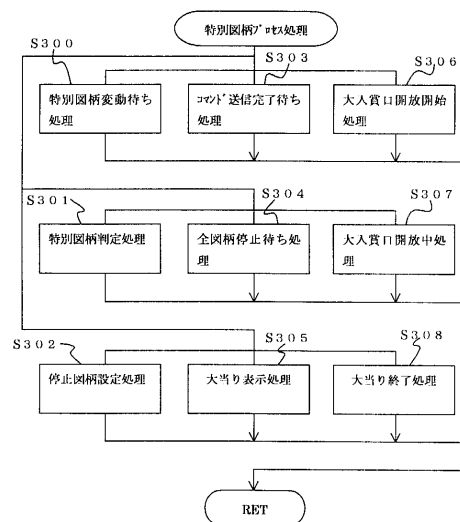 特別図柄ﾌﾟﾛｾｽ処理
S300
S303
S306
特別図柄変動待ち
処理
ｺﾏﾝﾄﾞ送信完了待ち
処理
大入賞口開放開始
処理
S301
S304
S307
特別図柄判定処理
全図柄停止待ち処
理
大入賞口開放中処
理
S302
S305
S308
停止図柄設定処理
大当り表示処理
大当り終了処理
RET